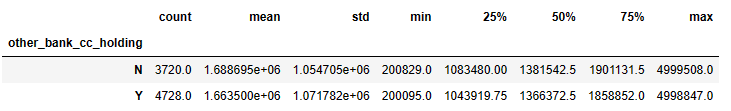 count mean std min 25% 50% 75% max
other_bank_cc_holding
N 3720.0 1.688695e+06 1.054705e+06 200829.0 1083480.00 1381542.5 1901131.5 4999508.0
Y 4728.0 1.663500e+06 1.071782e+06 200095.0 1043919.75 1366372.5 1858852.0 4998847.0